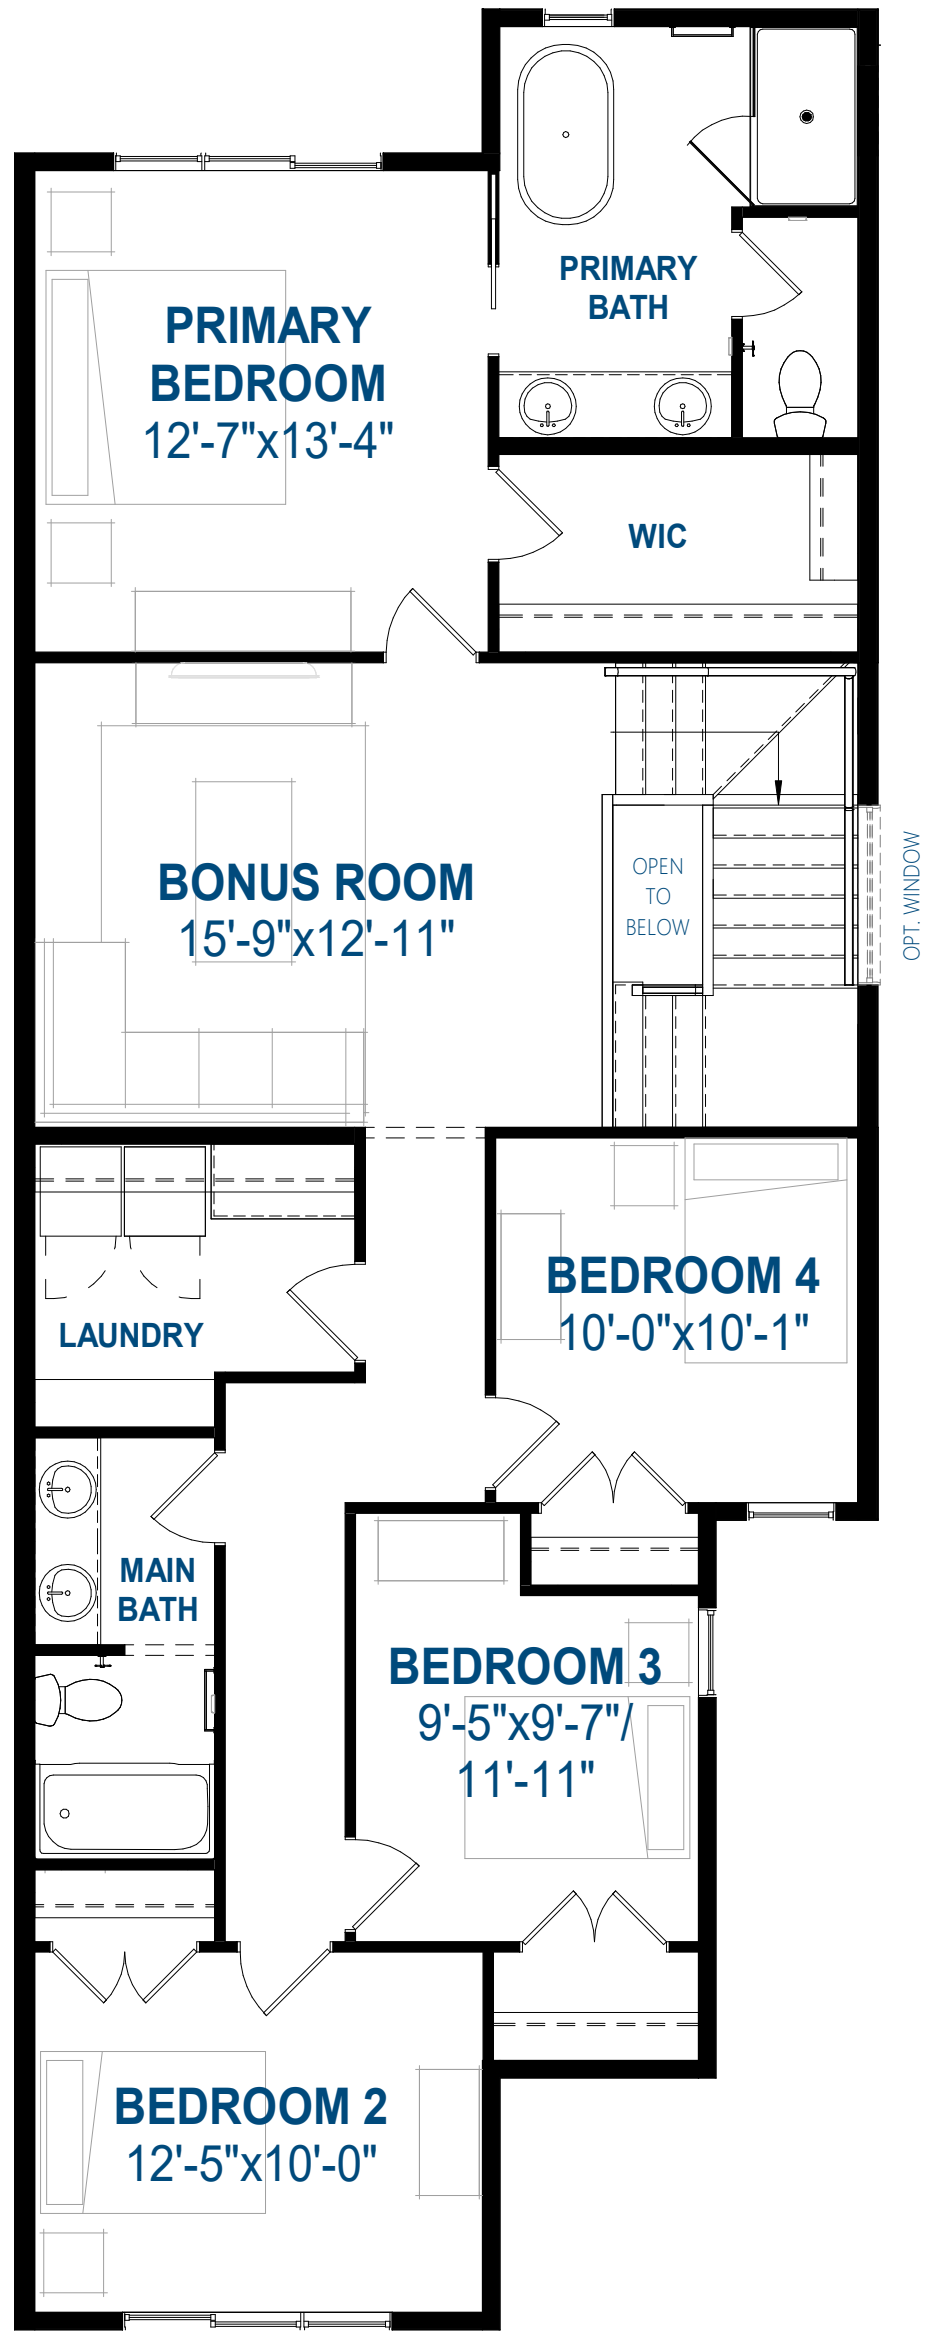 PRIMARY
BATH
PRIMARY
BEDROOM
12'-7"x13'-4"
WIC
BONUS ROOM
15'-9"x12'-11"
OPEN
TO
BELOW
OPT. WINDOW
BEDROOM 4
10'-0"x10'-1"
LAUNDRY
MAIN
BATH
BEDROOM 3
9'-5"x9'-7"/
11'-11"
BEDROOM 2
12'-5"x10'-0"